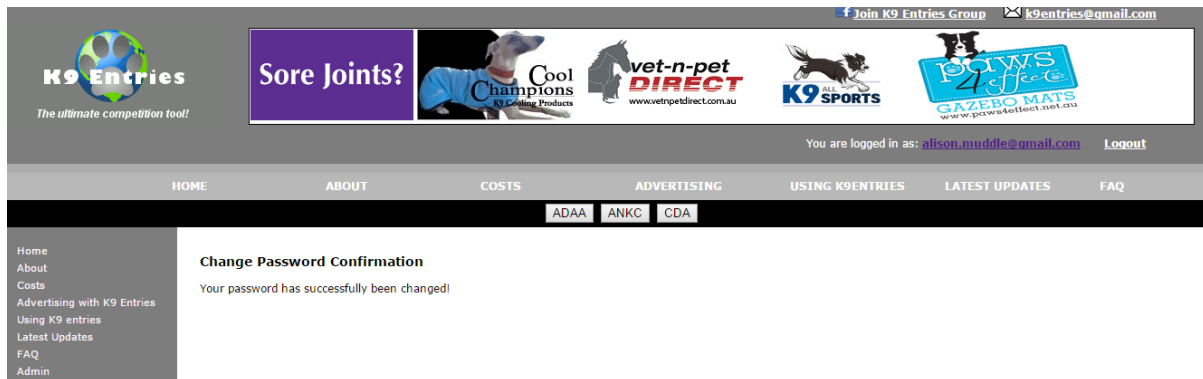 Join K9 Entries Group k9entries@gmail.com
K9 Entries
The ultimate competition tool!
Sore Joints?
Cool
Champions
K9 Cooling Products
vet-n-pet
DIRECT
www.vetnpetdirect.com.au
K9 ALL SPORTS
paws
4effect
GAZEBO MATS
www.paws4effect.net.au
You are logged in as: alison.muddle@gmail.com Logout
HOME ABOUT COSTS ADVERTISING USING K9ENTRIES LATEST UPDATES FAQ
ADAA ANKC CDA
Home
About
Costs
Advertising with K9 Entries
Using K9 entries
Latest Updates
FAQ
Admin
Change Password Confirmation
Your password has successfully been changed!